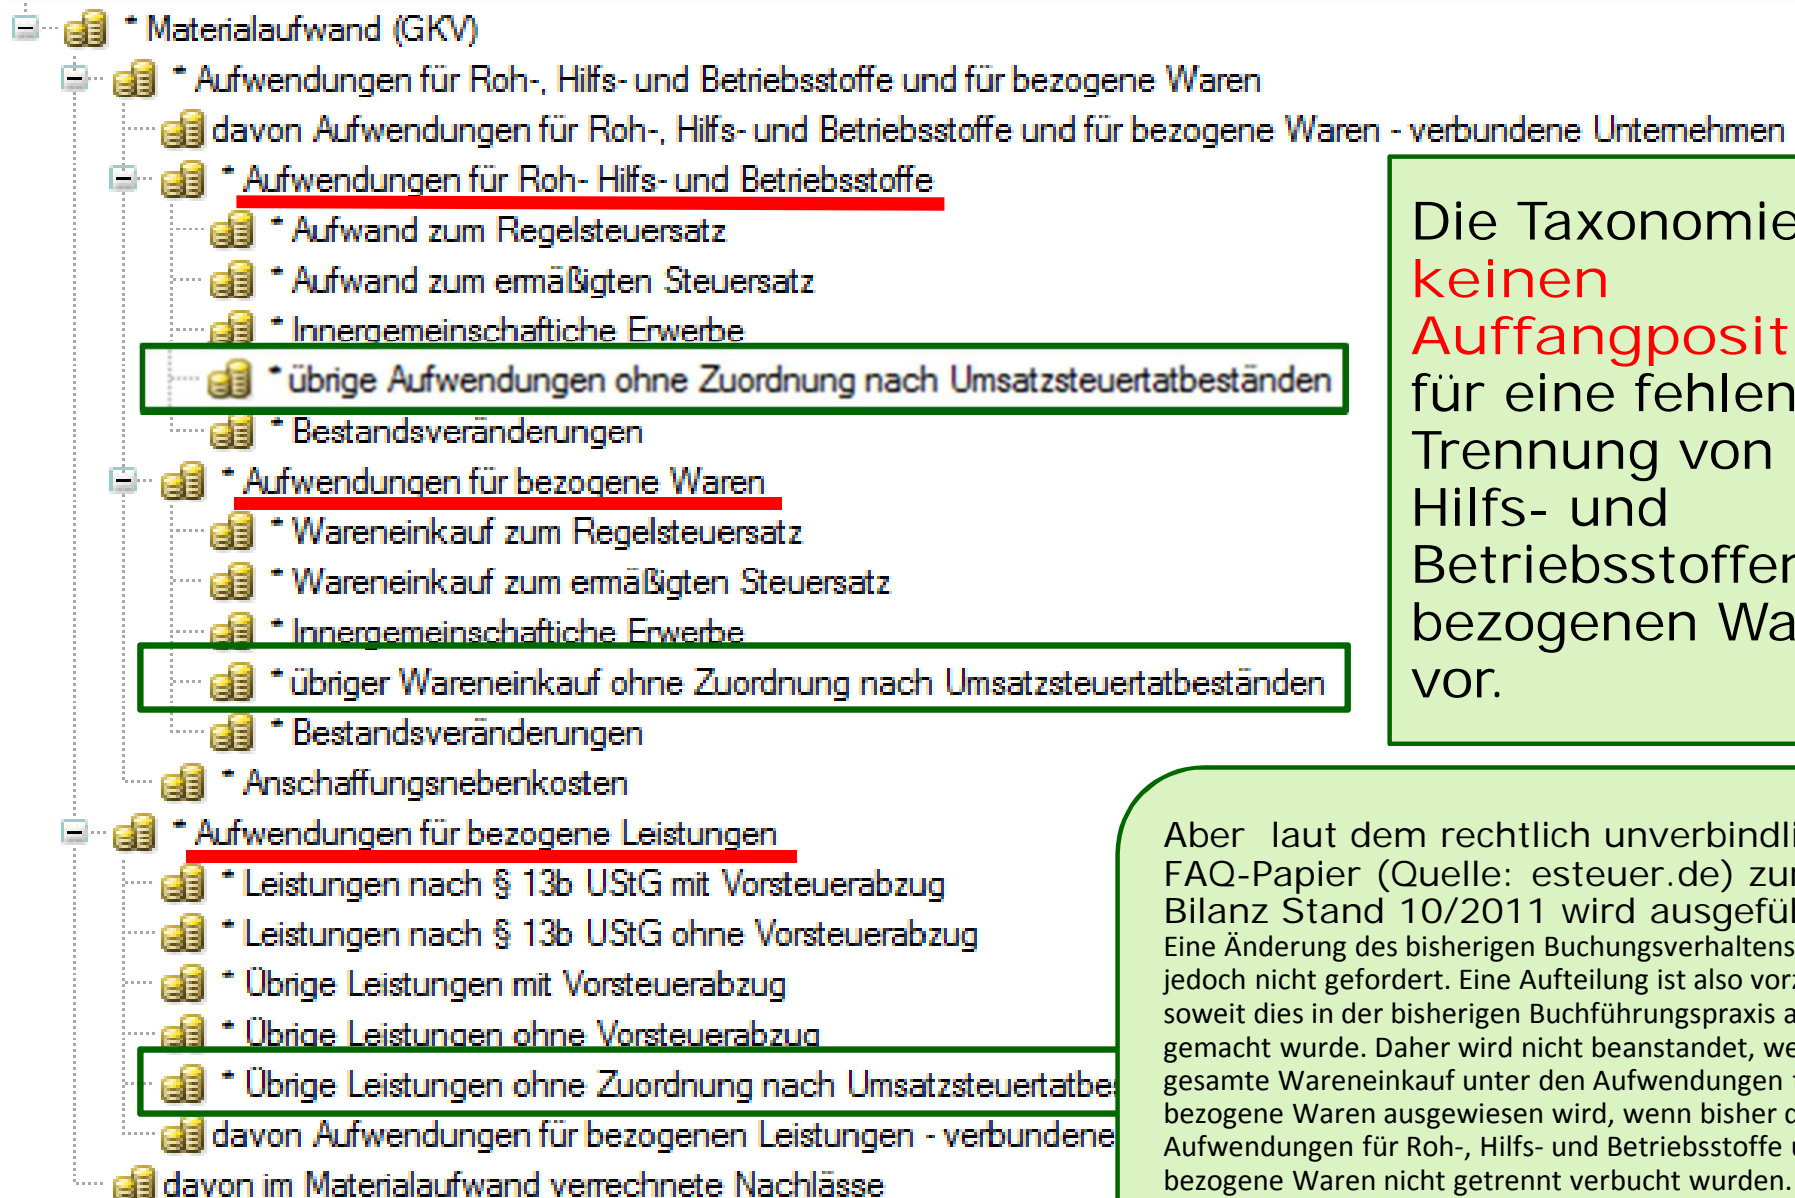 * Materialaufwand (GKV)
* Aufwendungen für Roh-, Hilfs- und Betriebsstoffe und für bezogene Waren
davon Aufwendungen für Roh-, Hilfs- und Betriebsstoffe und für bezogene Waren - verbundene Unternehmen
* Aufwendungen für Roh- Hilfs- und Betriebsstoffe
* Aufwand zum Regelsteuersatz
* Aufwand zum ermäßigten Steuersatz
* Innergemeinschaftiche Erwerbe
* übrige Aufwendungen ohne Zuordnung nach Umsatzsteuertatbeständen
* Bestandsveränderungen
* Aufwendungen für bezogene Waren
* Wareneinkauf zum Regelsteuersatz
* Wareneinkauf zum ermäßigten Steuersatz
* Innergemeinschaftiche Erwerbe
* übriger Wareneinkauf ohne Zuordnung nach Umsatzsteuertatbeständen
* Bestandsveränderungen
* Anschaffungsnebenkosten
* Aufwendungen für bezogene Leistungen
* Leistungen nach § 13b UStG mit Vorsteuerabzug
* Leistungen nach § 13b UStG ohne Vorsteuerabzug
* Übrige Leistungen mit Vorsteuerabzug
* Übrige Leistungen ohne Vorsteuerabzug
* Übrige Leistungen ohne Zuordnung nach Umsatzsteuertatbe
davon Aufwendungen für bezogenen Leistungen - verbundene
davon im Materialaufwand verrechnete Nachlässe
Die Taxonomie
keinen
Auffangposit
für eine fehlen
Trennung von
Hilfs- und
Betriebsstoffen
bezogenen Wa
vor.
Aber laut dem rechtlich unverbindli
FAQ-Papier (Quelle: esteuer.de) zur
Bilanz Stand 10/2011 wird ausgefüh
Eine Änderung des bisherigen Buchungsverhaltens
jedoch nicht gefordert. Eine Aufteilung ist also vorz
soweit dies in der bisherigen Buchführungspraxis a
gemacht wurde. Daher wird nicht beanstandet, we
gesamte Wareneinkauf unter den Aufwendungen f
bezogene Waren ausgewiesen wird, wenn bisher d
Aufwendungen für Roh-, Hilfs- und Betriebsstoffe u
bezogene Waren nicht getrennt verbucht wurden.